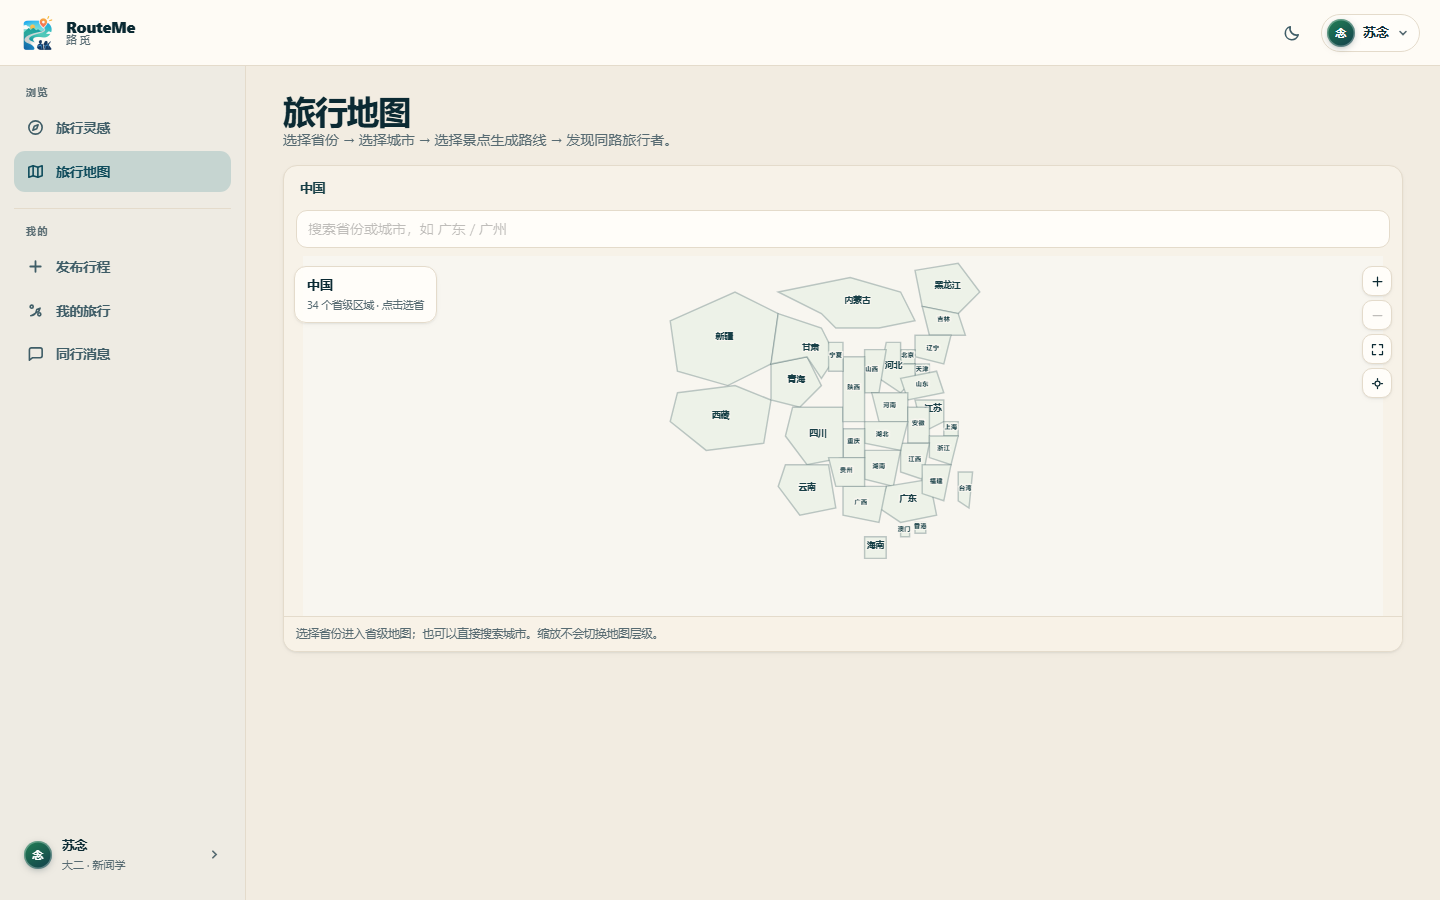 RouteMe
路觅
念
苏念
浏览
旅行灵感
旅行地图
我的
发布行程
我的旅行
同行消息
念
苏念
大二 · 新闻学
旅行地图
选择省份 → 选择城市 → 选择景点生成路线 → 发现同路旅行者。
中国
搜索省份或城市，如 广东 / 广州
中国
34 个省级区域 · 点击选省
黑龙江
内蒙古
吉林
新疆
甘肃
宁夏
辽宁
北京
河北
天津
山西
青海
山东
陕西
河南
江苏
西藏
安徽
上海
四川
湖北
重庆
浙江
江西
湖南
贵州
福建
云南
台湾
广东
广西
澳门
香港
海南
选择省份进入省级地图；也可以直接搜索城市。缩放不会切换地图层级。